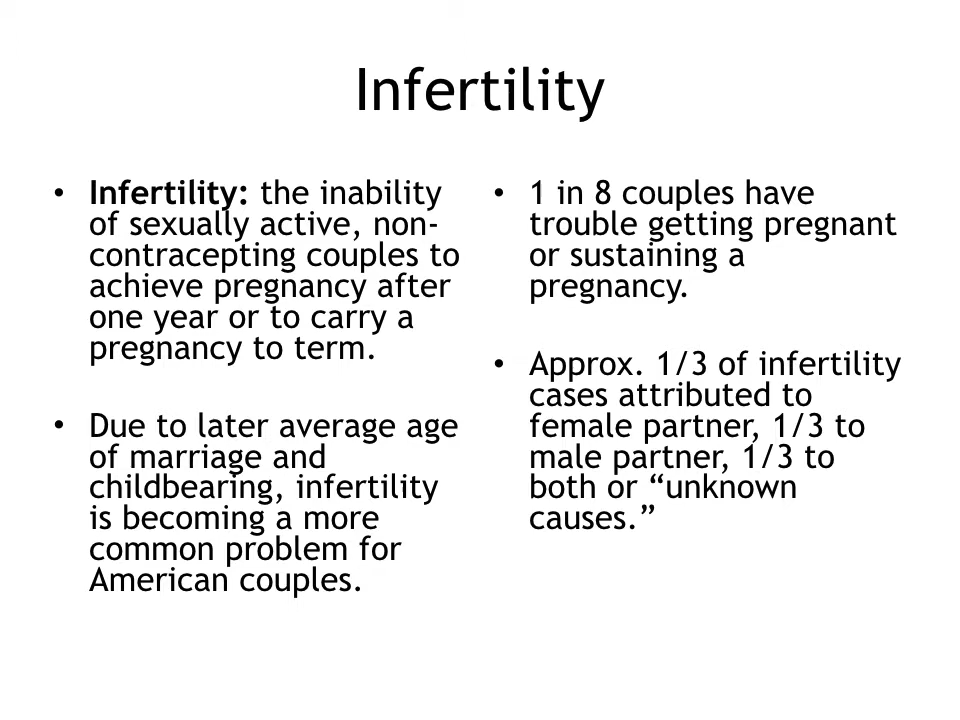 Infertility
• Infertility: the inability
of sexually active, non-
contracepting couples to
achieve pregnancy after
one year or to carry a
pregnancy to term.
• Due to later average age
of marriage and
childbearing, infertility
is becoming a more
common problem for
American couples.
• 1 in 8 couples have
trouble getting pregnant
or sustaining a
pregnancy.
• Approx. 1/3 of infertility
cases attributed to
female partner, 1/3 to
male partner, 1/3 to
both or “unknown
causes.”